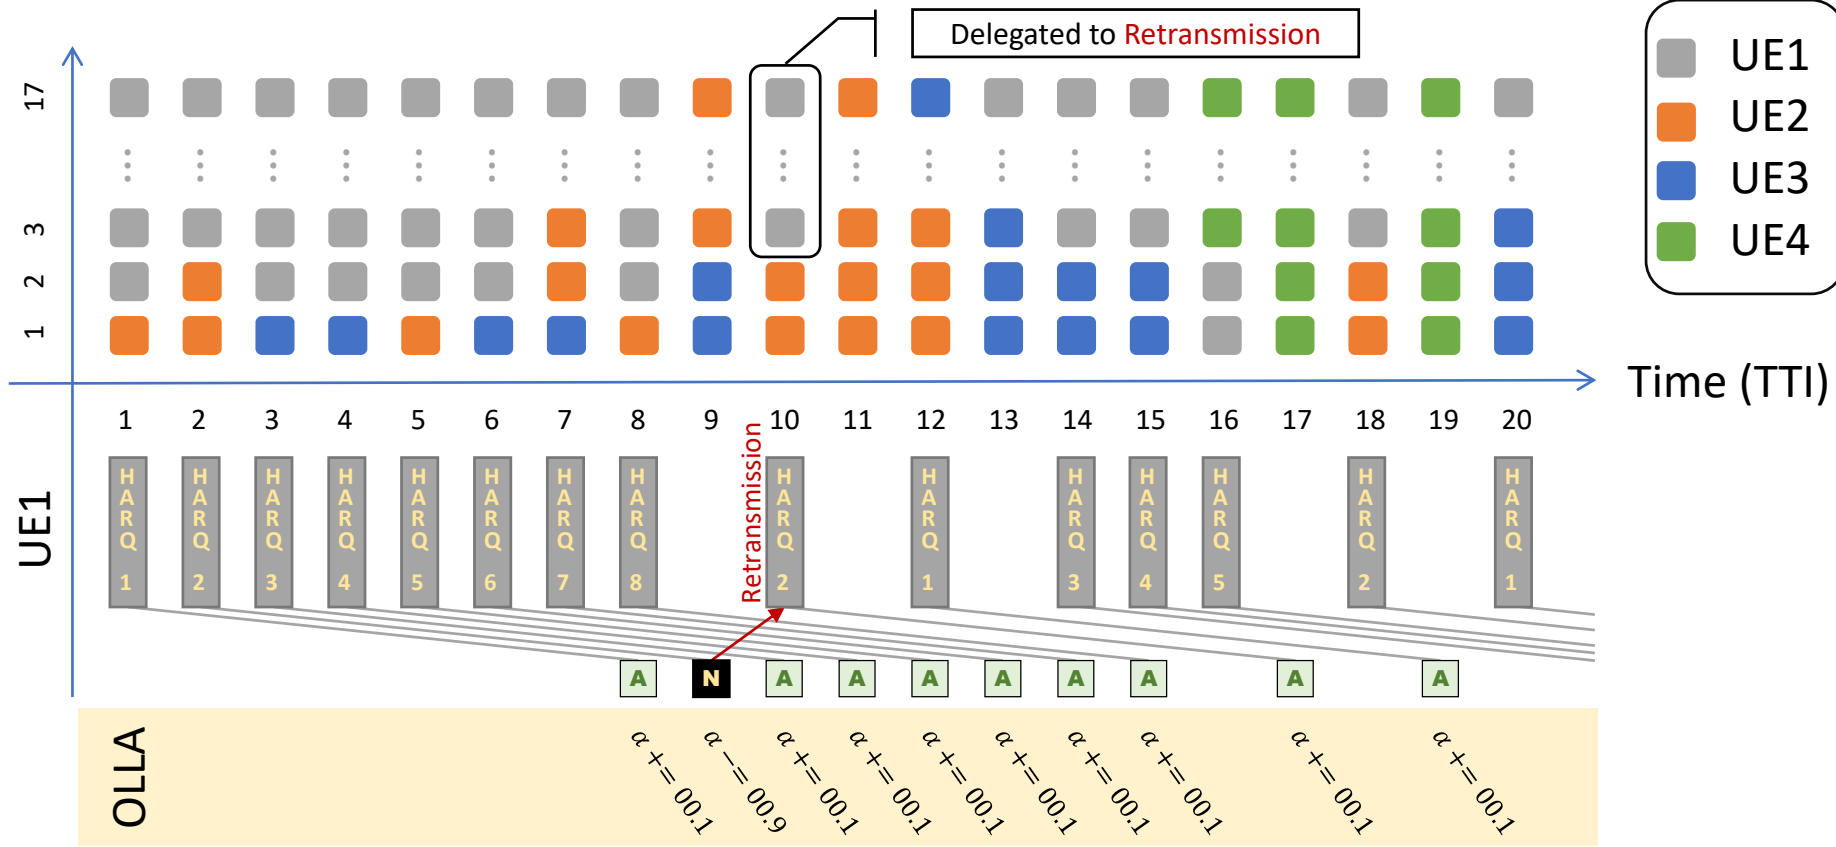 Delegated to Retransmission
UE1
UE2
UE3
UE4
17
3
2
1
Time (TTI)
1 2 3 4 5 6 7 8 9 10 11 12 13 14 15 16 17 18 19 20
UE1
HARQ 1
HARQ 2
HARQ 3
HARQ 4
HARQ 5
HARQ 6
HARQ 7
HARQ 8
Retransmission
HARQ 2
HARQ 1
HARQ 3
HARQ 4
HARQ 5
HARQ 2
HARQ 1
A N A A A A A A A A
OLLA
α += 00.1
α −= 00.9
α += 00.1
α += 00.1
α += 00.1
α += 00.1
α += 00.1
α += 00.1
α += 00.1
α += 00.1